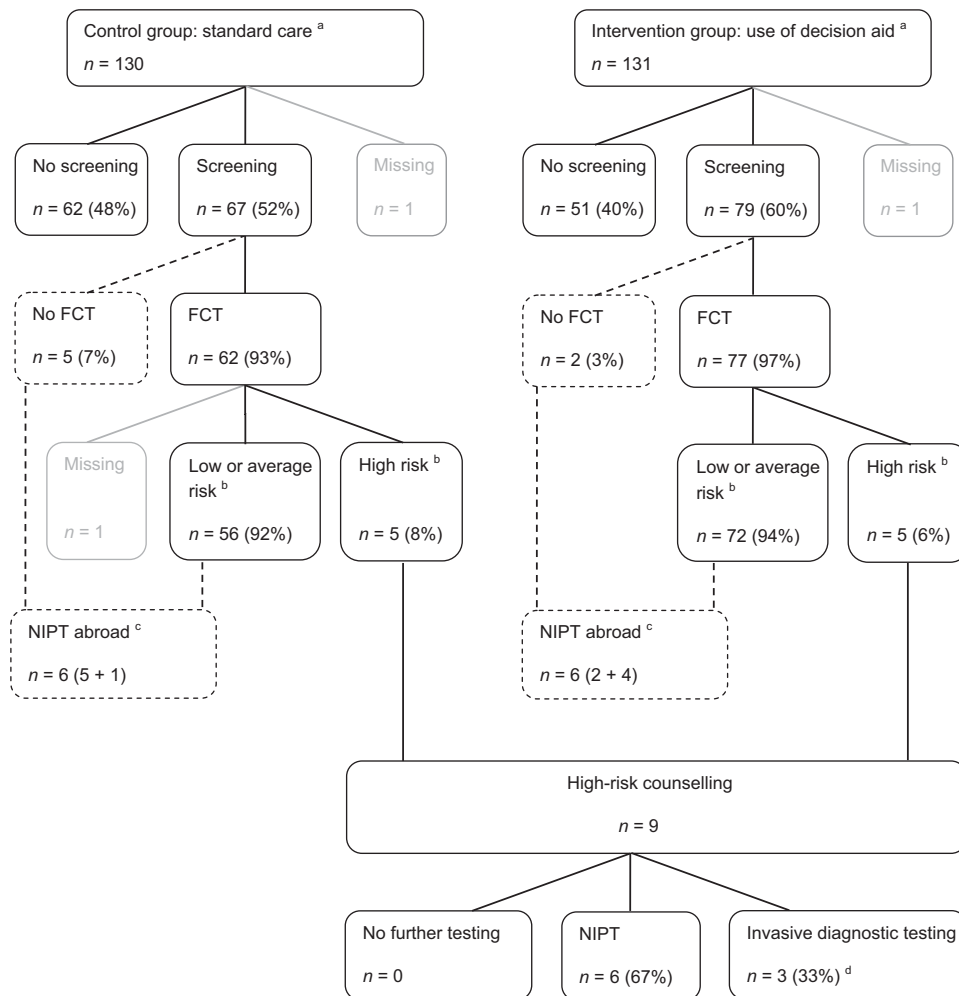 Control group: standard care a
n = 130
Intervention group: use of decision aid a
n = 131
No screening
n = 62 (48%)
Screening
n = 67 (52%)
Missing
n = 1
No screening
n = 51 (40%)
Screening
n = 79 (60%)
Missing
n = 1
No FCT
n = 5 (7%)
FCT
n = 62 (93%)
No FCT
n = 2 (3%)
FCT
n = 77 (97%)
Missing
n = 1
Low or average
risk b
n = 56 (92%)
High risk b
n = 5 (8%)
Low or average
risk b
n = 72 (94%)
High risk b
n = 5 (6%)
NIPT abroad c
n = 6 (5 + 1)
NIPT abroad c
n = 6 (2 + 4)
High-risk counselling
n = 9
No further testing
n = 0
NIPT
n = 6 (67%)
Invasive diagnostic testing
n = 3 (33%) d